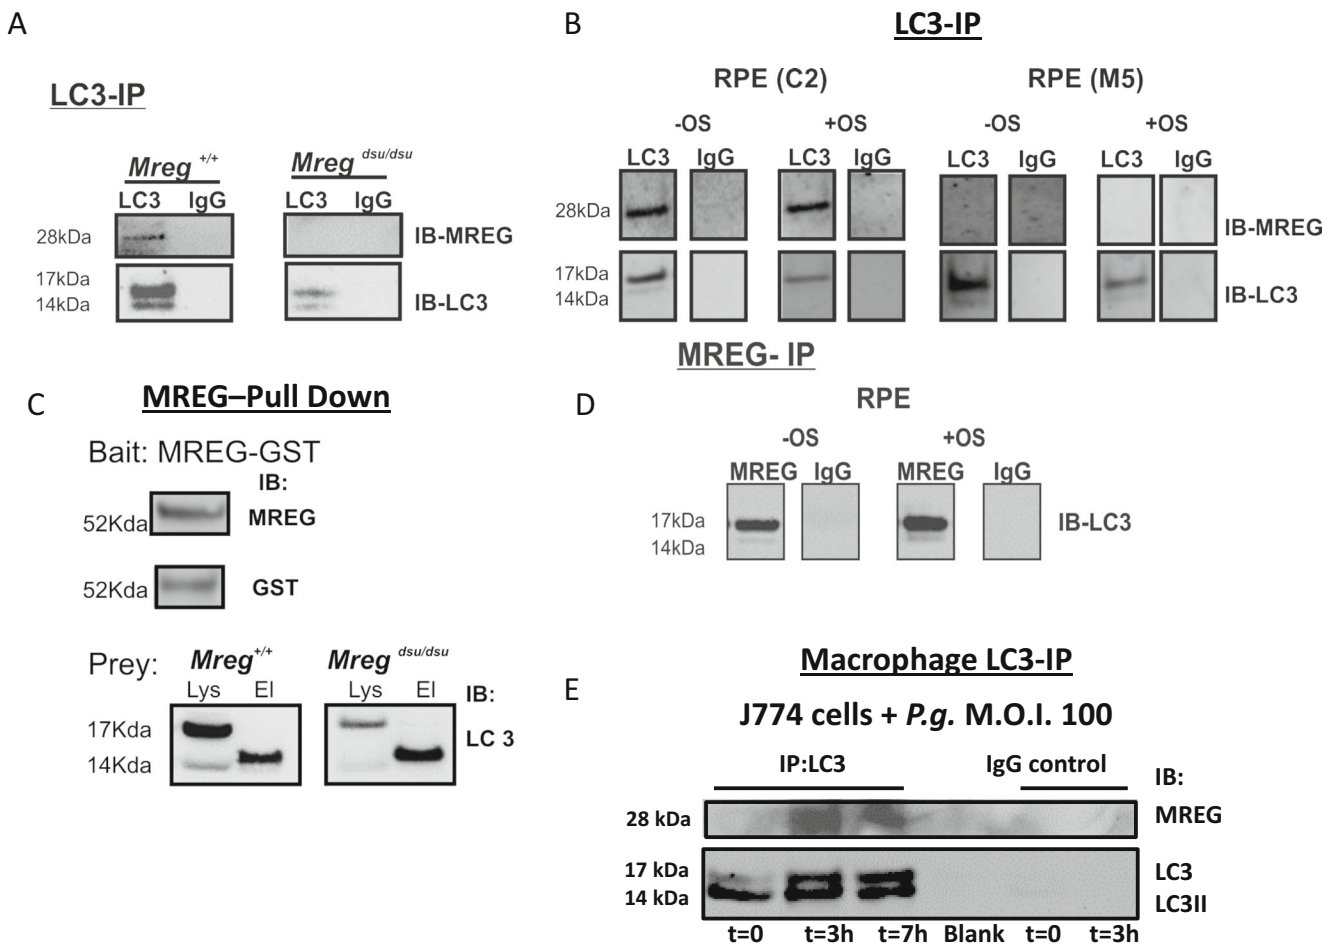 A
LC3-IP
Mreg +/+ Mreg dsu/dsu
LC3 IgG LC3 IgG
28kDa IB-MREG
17kDa
14kDa IB-LC3
B
LC3-IP
RPE (C2) RPE (M5)
-OS +OS -OS +OS
LC3 IgG LC3 IgG LC3 IgG LC3 IgG
28kDa IB-MREG
17kDa
14kDa IB-LC3
C
MREG–Pull Down
Bait: MREG-GST
IB:
52Kda MREG
52Kda GST
Prey: Mreg+/+ Mreg dsu/dsu
Lys El Lys El IB:
17Kda LC 3
14Kda
MREG- IP
D
RPE
-OS +OS
MREG IgG MREG IgG
17kDa IB-LC3
14kDa
Macrophage LC3-IP
E
J774 cells + P.g. M.O.I. 100
IP:LC3 IgG control IB:
28 kDa MREG
17 kDa LC3
14 kDa LC3II
t=0 t=3h t=7h Blank t=0 t=3h